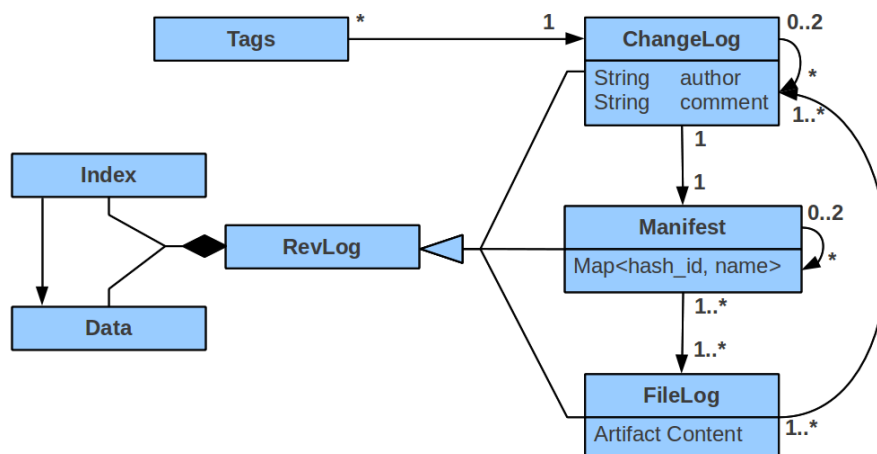 Tags
*
1
ChangeLog
0..2
String author
*
String comment
1..*
1
Index
1
0..2
RevLog
Manifest
Map<hash_id, name>
*
1..*
Data
1..*
FileLog
Artifact Content
1..*